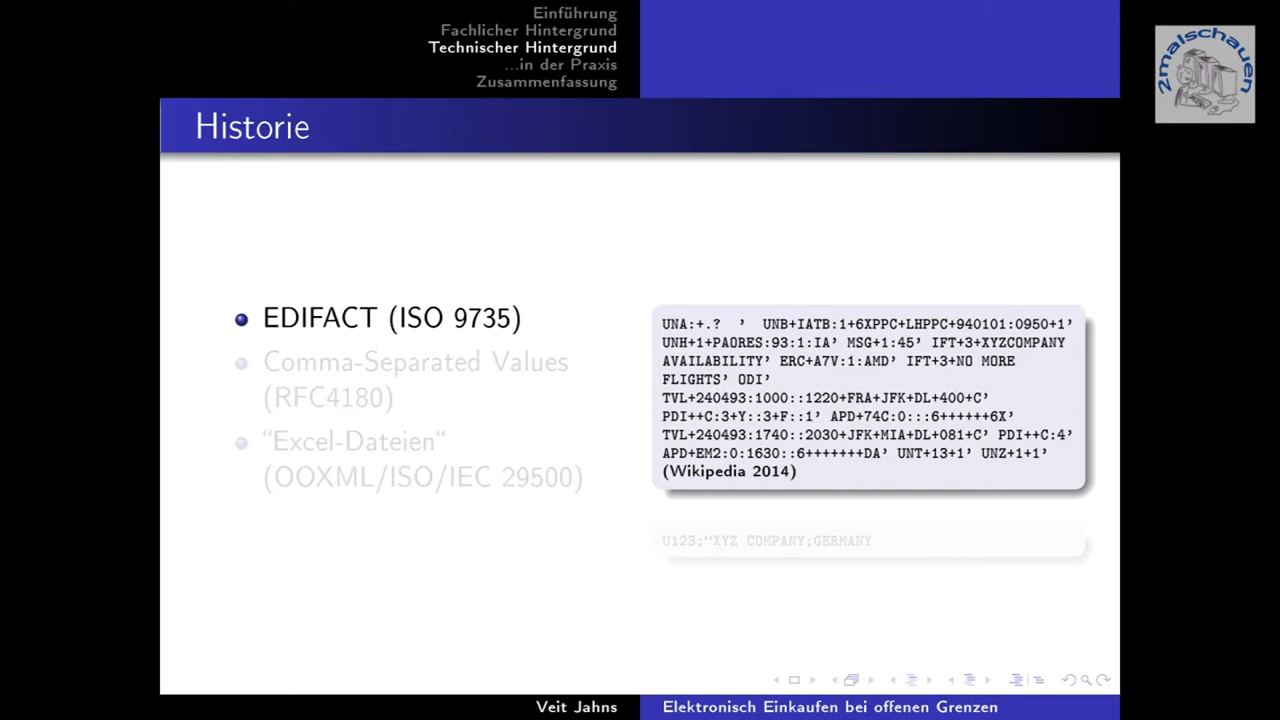 Einführung
Fachlicher Hintergrund
Technischer Hintergrund
...in der Praxis
Zusammenfassung
2malschauen
Historie
EDIFACT (ISO 9735)
Comma-Separated Values
(RFC4180)
“Excel-Dateien“
(OOXML/ISO/IEC 29500)
UNA:+.? ’ UNB+IATB:1+6XPPC+LHPPC+940101:0950+1’
UNH+1+PAORES:93:1:IA’ MSG+1:45’ IFT+3+XYZCOMPANY
AVAILABILITY’ ERC+A7V:1:AMD’ IFT+3+NO MORE
FLIGHTS’ ODI’
TVL+240493:1000::1220+FRA+JFK+DL+400+C’
PDI++C:3+Y::3+F::1’ APD+74C:0:::6++++++6X’
TVL+240493:1740::2030+JFK+MIA+DL+081+C’ PDI++C:4’
APD+EM2:0:1630::6+++++++DA’ UNT+13+1’ UNZ+1+1’
(Wikipedia 2014)
U123;“XYZ COMPANY;GERMANY
Veit Jahns
Elektronisch Einkaufen bei offenen Grenzen